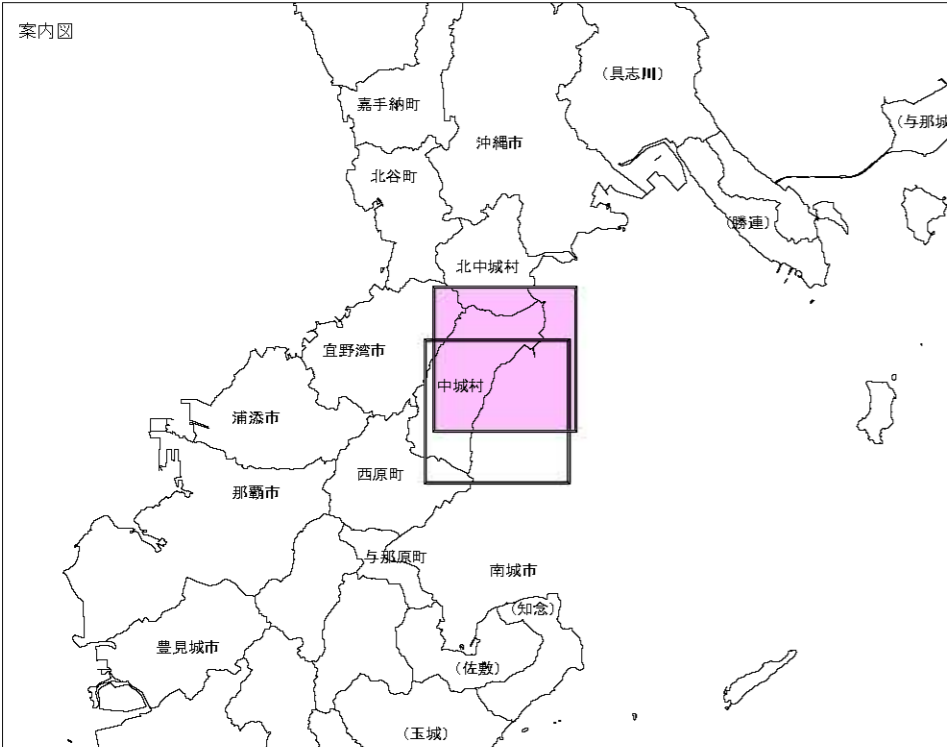 案内図
(具志川)
嘉手納町
(与那城
沖縄市
北谷町
(勝連)
北中城村
宜野湾市
中城村
浦添市
西原町
那覇市
与那原町
南城市
(知念)
豊見城市
(佐敷)
(玉城)